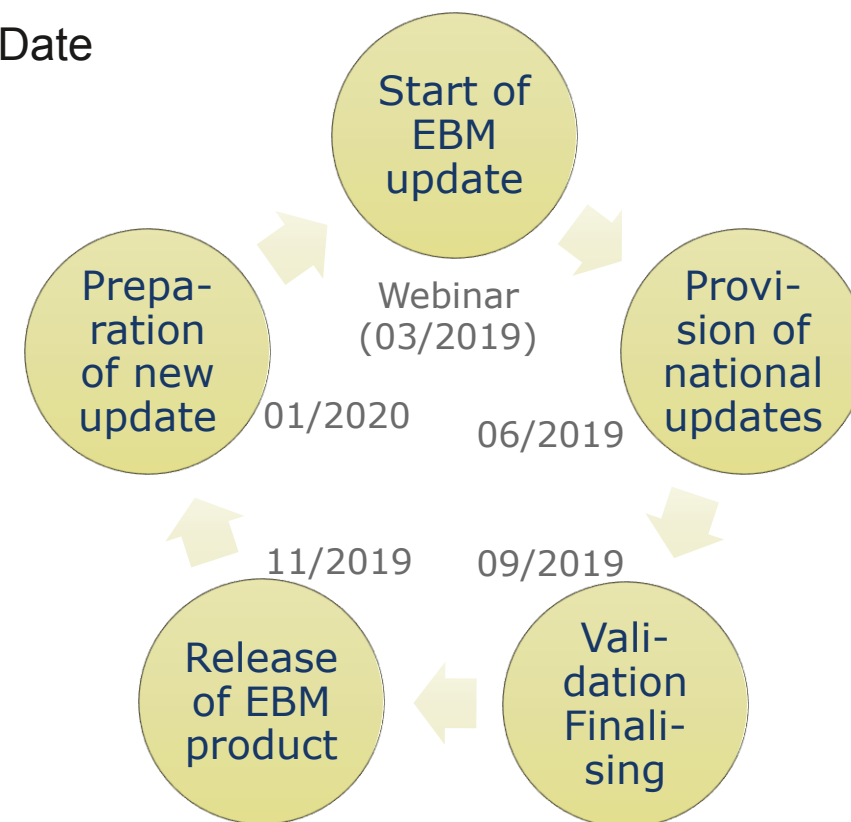 Date
Start of
EBM
update
Webinar
(03/2019)
Provi-
sion of
national
updates
06/2019
Vali-
dation
Finali-
sing
09/2019
Release
of EBM
product
11/2019
Prepa-
ration
of new
update
01/2020